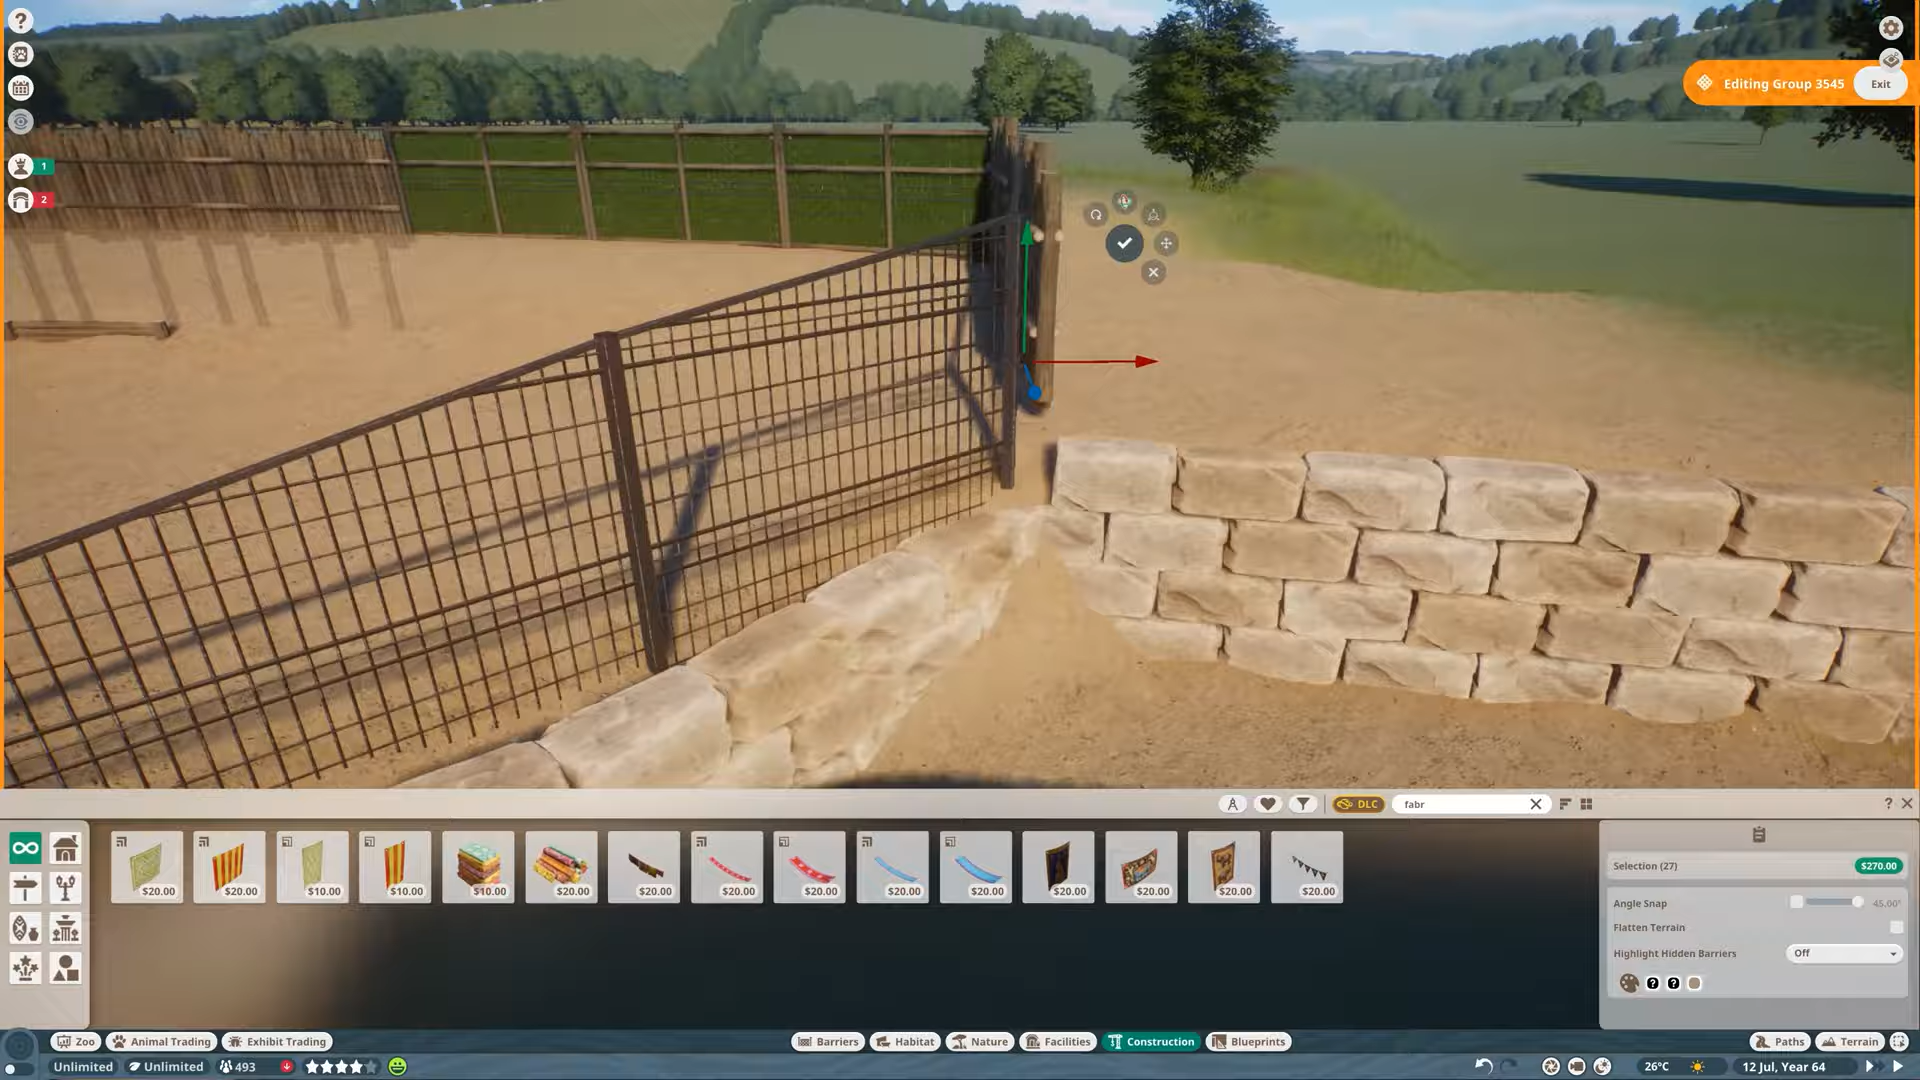 ?
Editing Group 3545
Exit
1
2
DLC
fabr
?
$20.00
$20.00
$10.00
$10.00
$10.00
$20.00
$20.00
$20.00
$20.00
$20.00
$20.00
$20.00
$20.00
$20.00
$20.00
Selection (27)
$270.00
Angle Snap
45.00°
Flatten Terrain
Highlight Hidden Barriers
Off
? ?
Zoo
Animal Trading
Exhibit Trading
Barriers
Habitat
Nature
Facilities
Construction
Blueprints
Paths
Terrain
Unlimited
Unlimited
493
26°C
12 Jul, Year 64